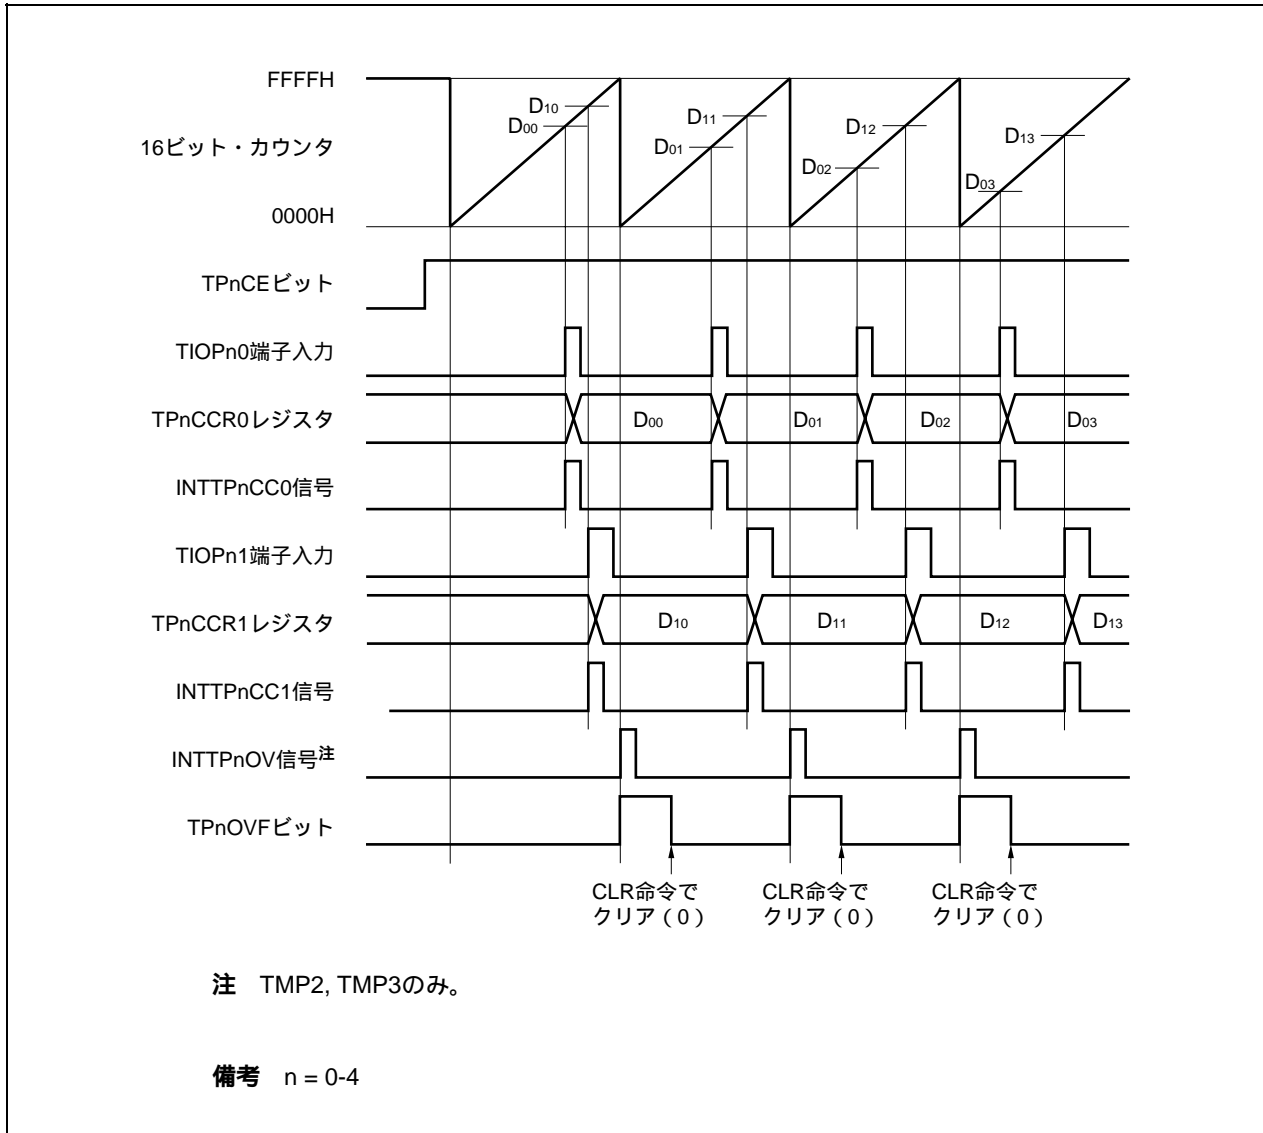 FFFFH
16ビット・カウンタ
0000H
D10
D00
D11
D01
D12
D02
D13
D03
TPnCEビット
TIOPn0端子入力
TPnCCR0レジスタ
D00
D01
D02
D03
INTTPnCC0信号
TIOPn1端子入力
TPnCCR1レジスタ
D10
D11
D12
D13
INTTPnCC1信号
INTTPnOV信号注
TPnOVFビット
CLR命令で
クリア(0)
CLR命令で
クリア(0)
CLR命令で
クリア(0)
注 TMP2, TMP3のみ。
備考 n = 0-4